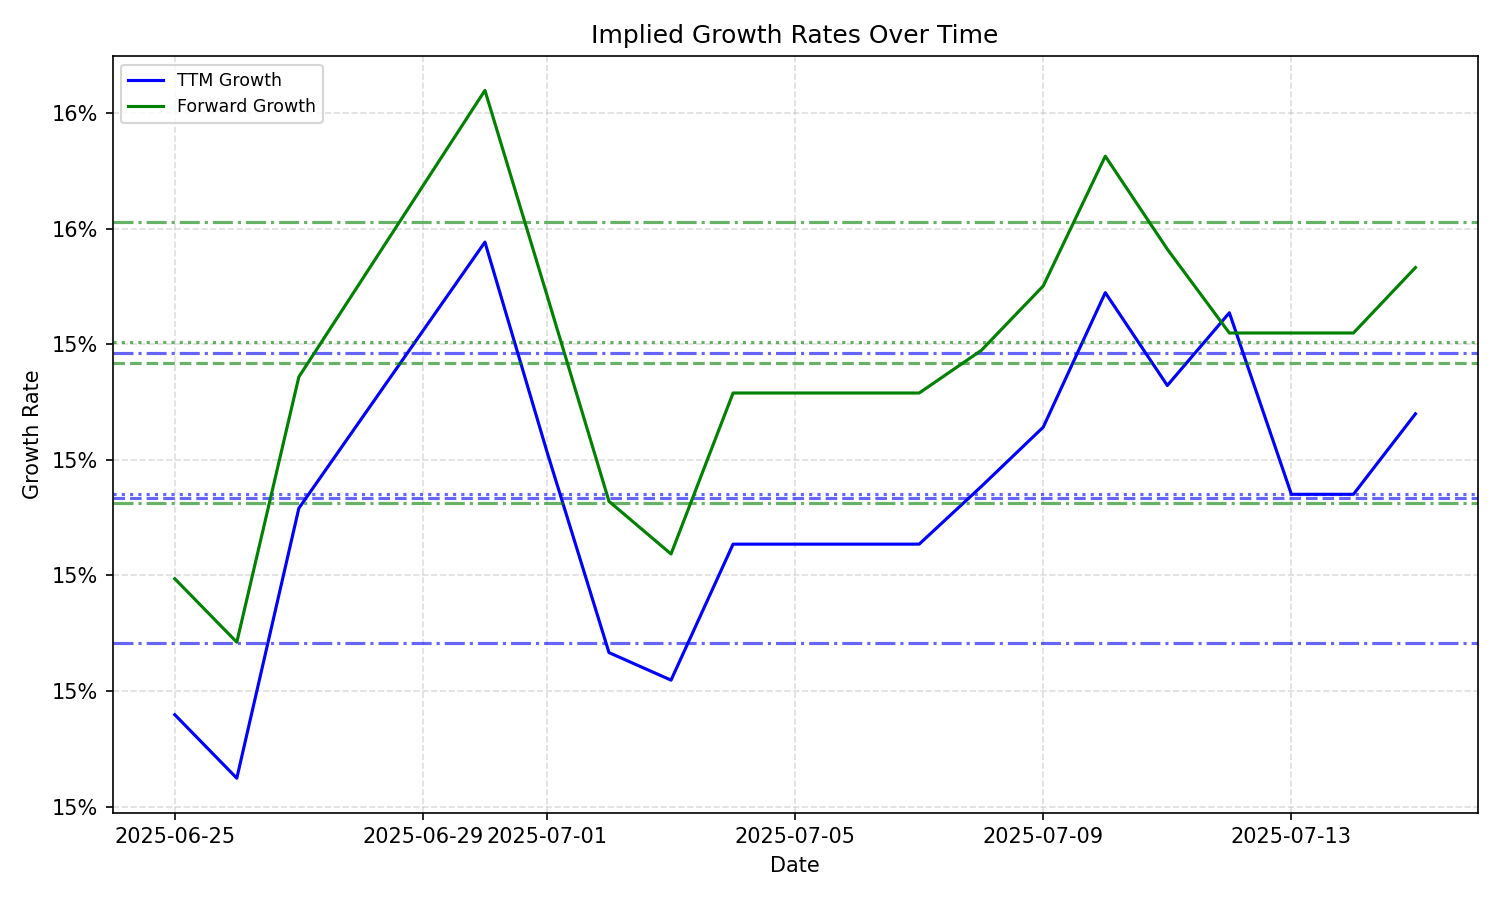 Implied Growth Rates Over Time
TTM Growth
Forward Growth
16%
16%
15%
15%
15%
15%
15%
Growth Rate
2025-06-25
2025-06-29
2025-07-01
2025-07-05
2025-07-09
2025-07-13
Date